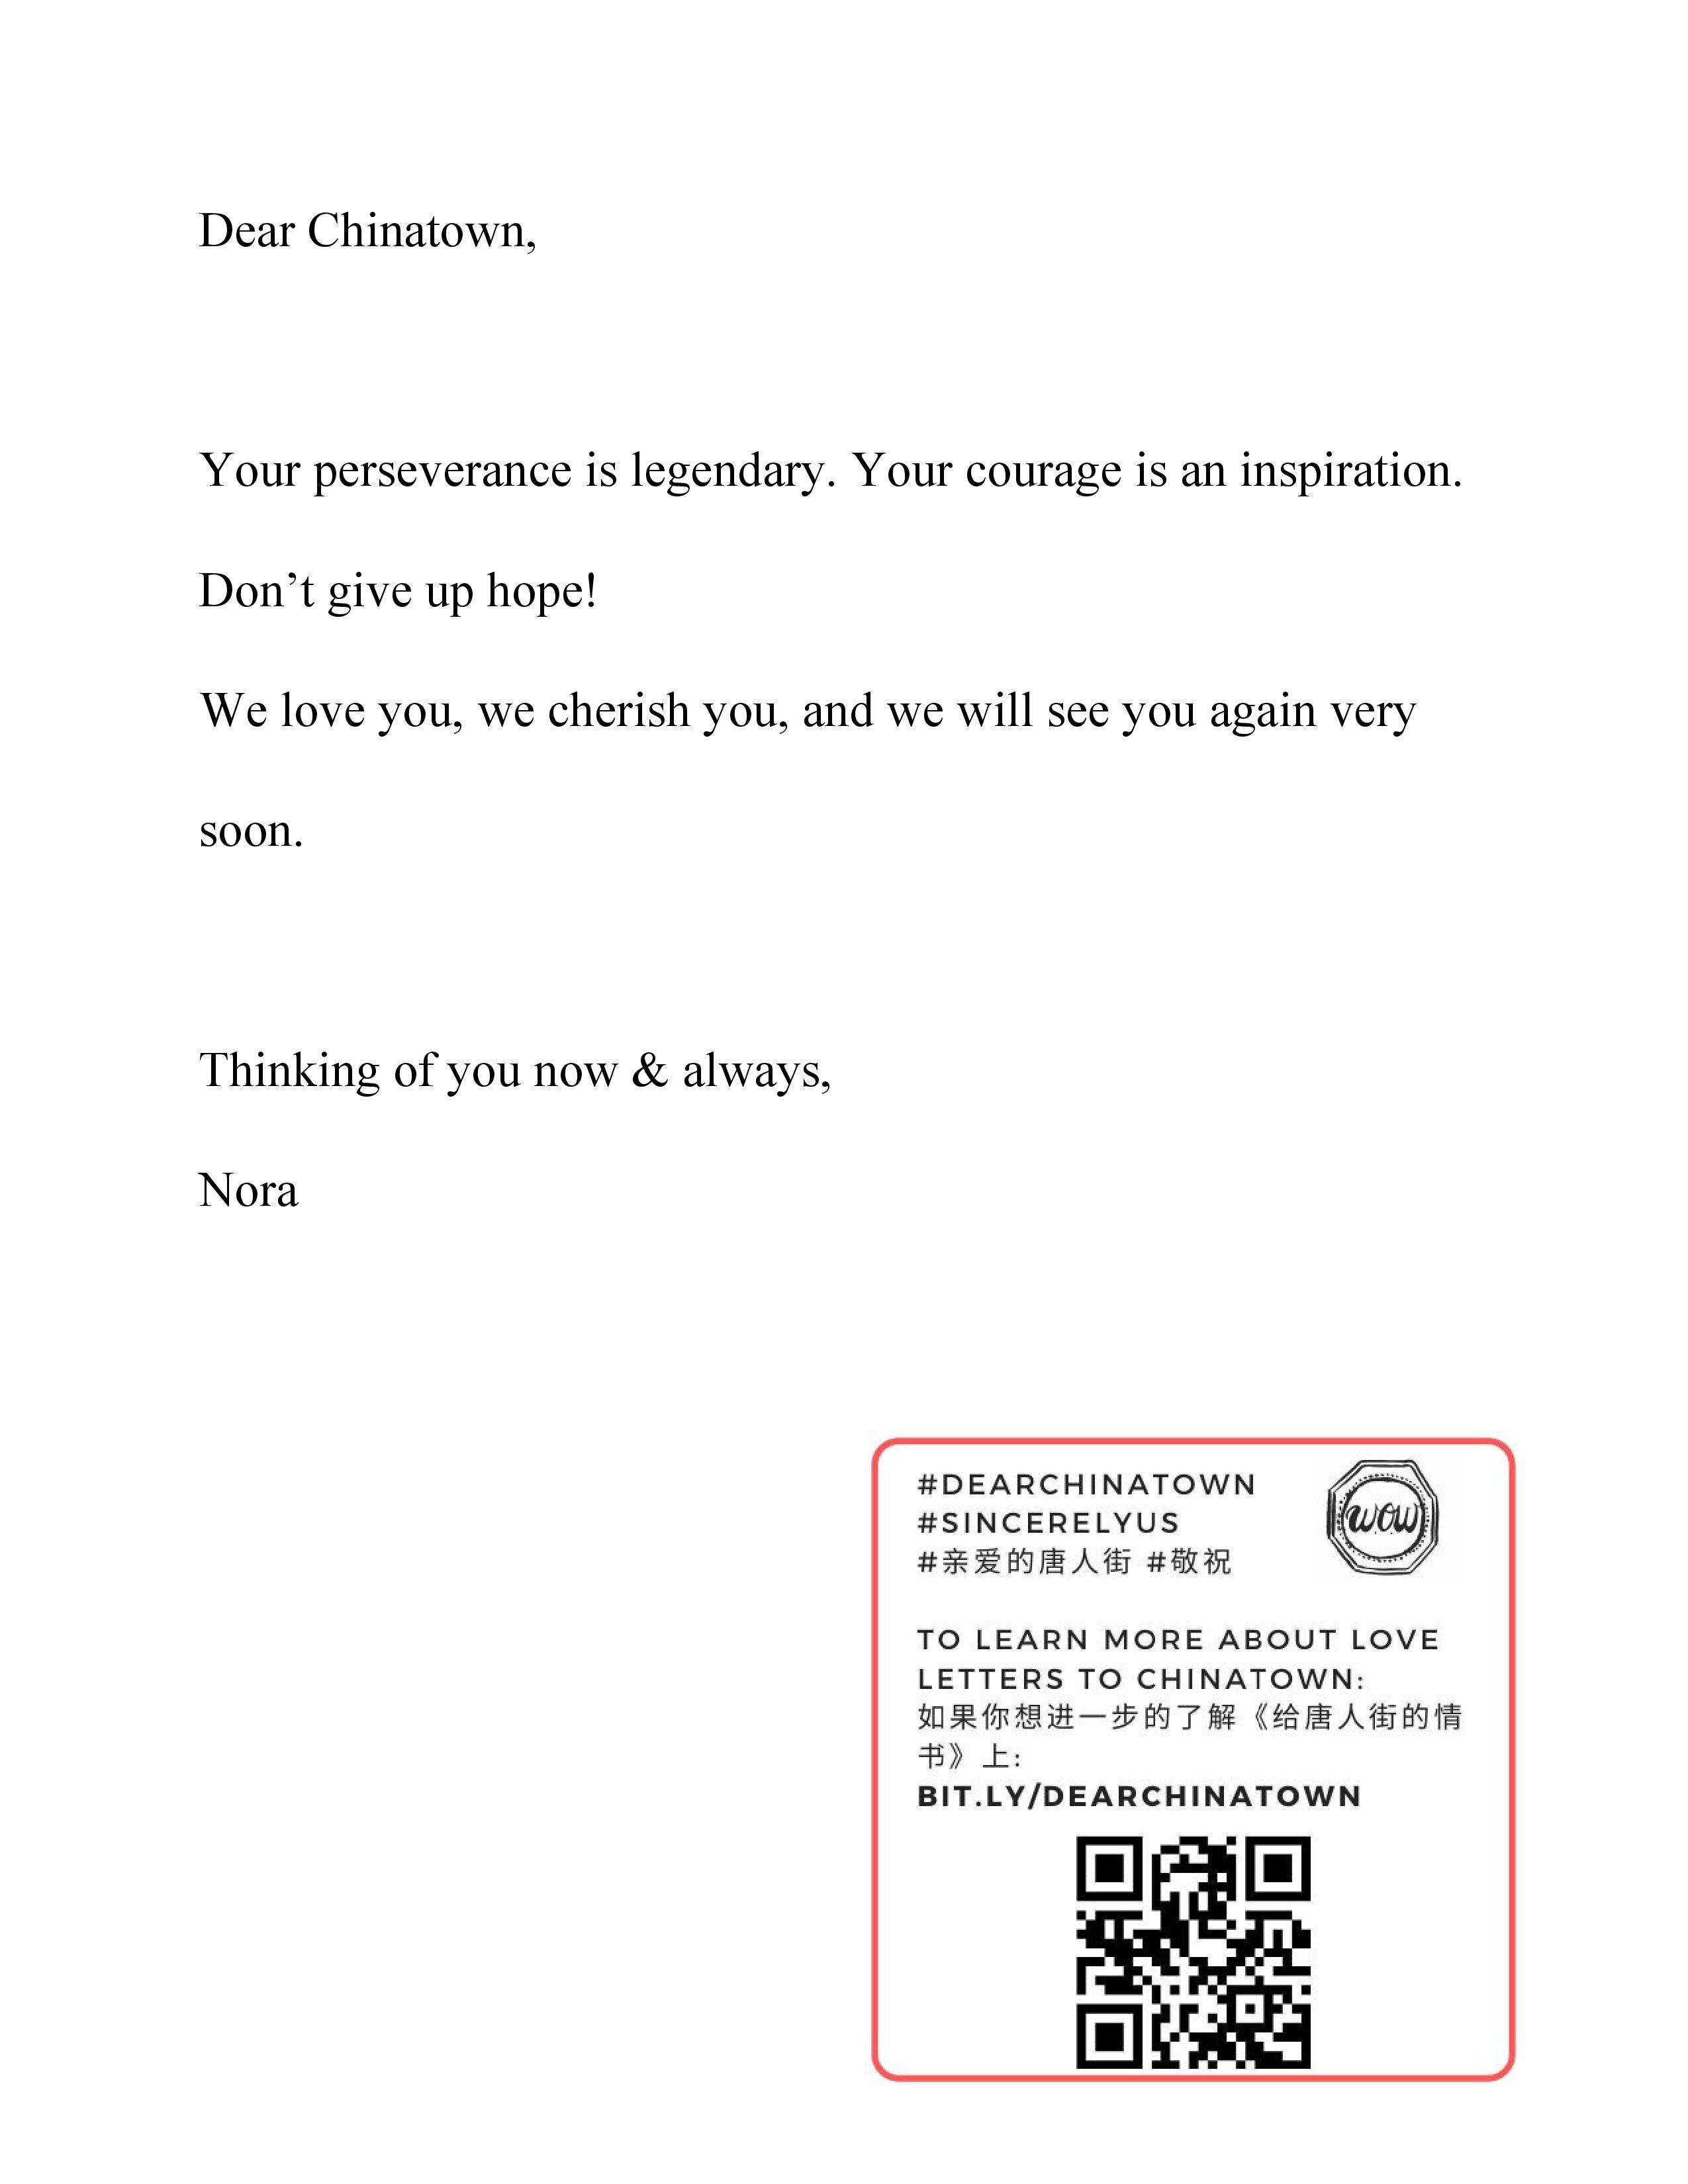 Dear Chinatown,
Your perseverance is legendary. Your courage is an inspiration.
Don’t give up hope!
We love you, we cherish you, and we will see you again very
soon.
Thinking of you now & always,
Nora
#DEARCHINATOWN
#SINCERELYUS
#亲爱的唐人街 #敬祝
wow
TO LEARN MORE ABOUT LOVE
LETTERS TO CHINATOWN:
如果你想进一步的了解《给唐人街的情
书》上:
BIT.LY/DEARCHINATOWN